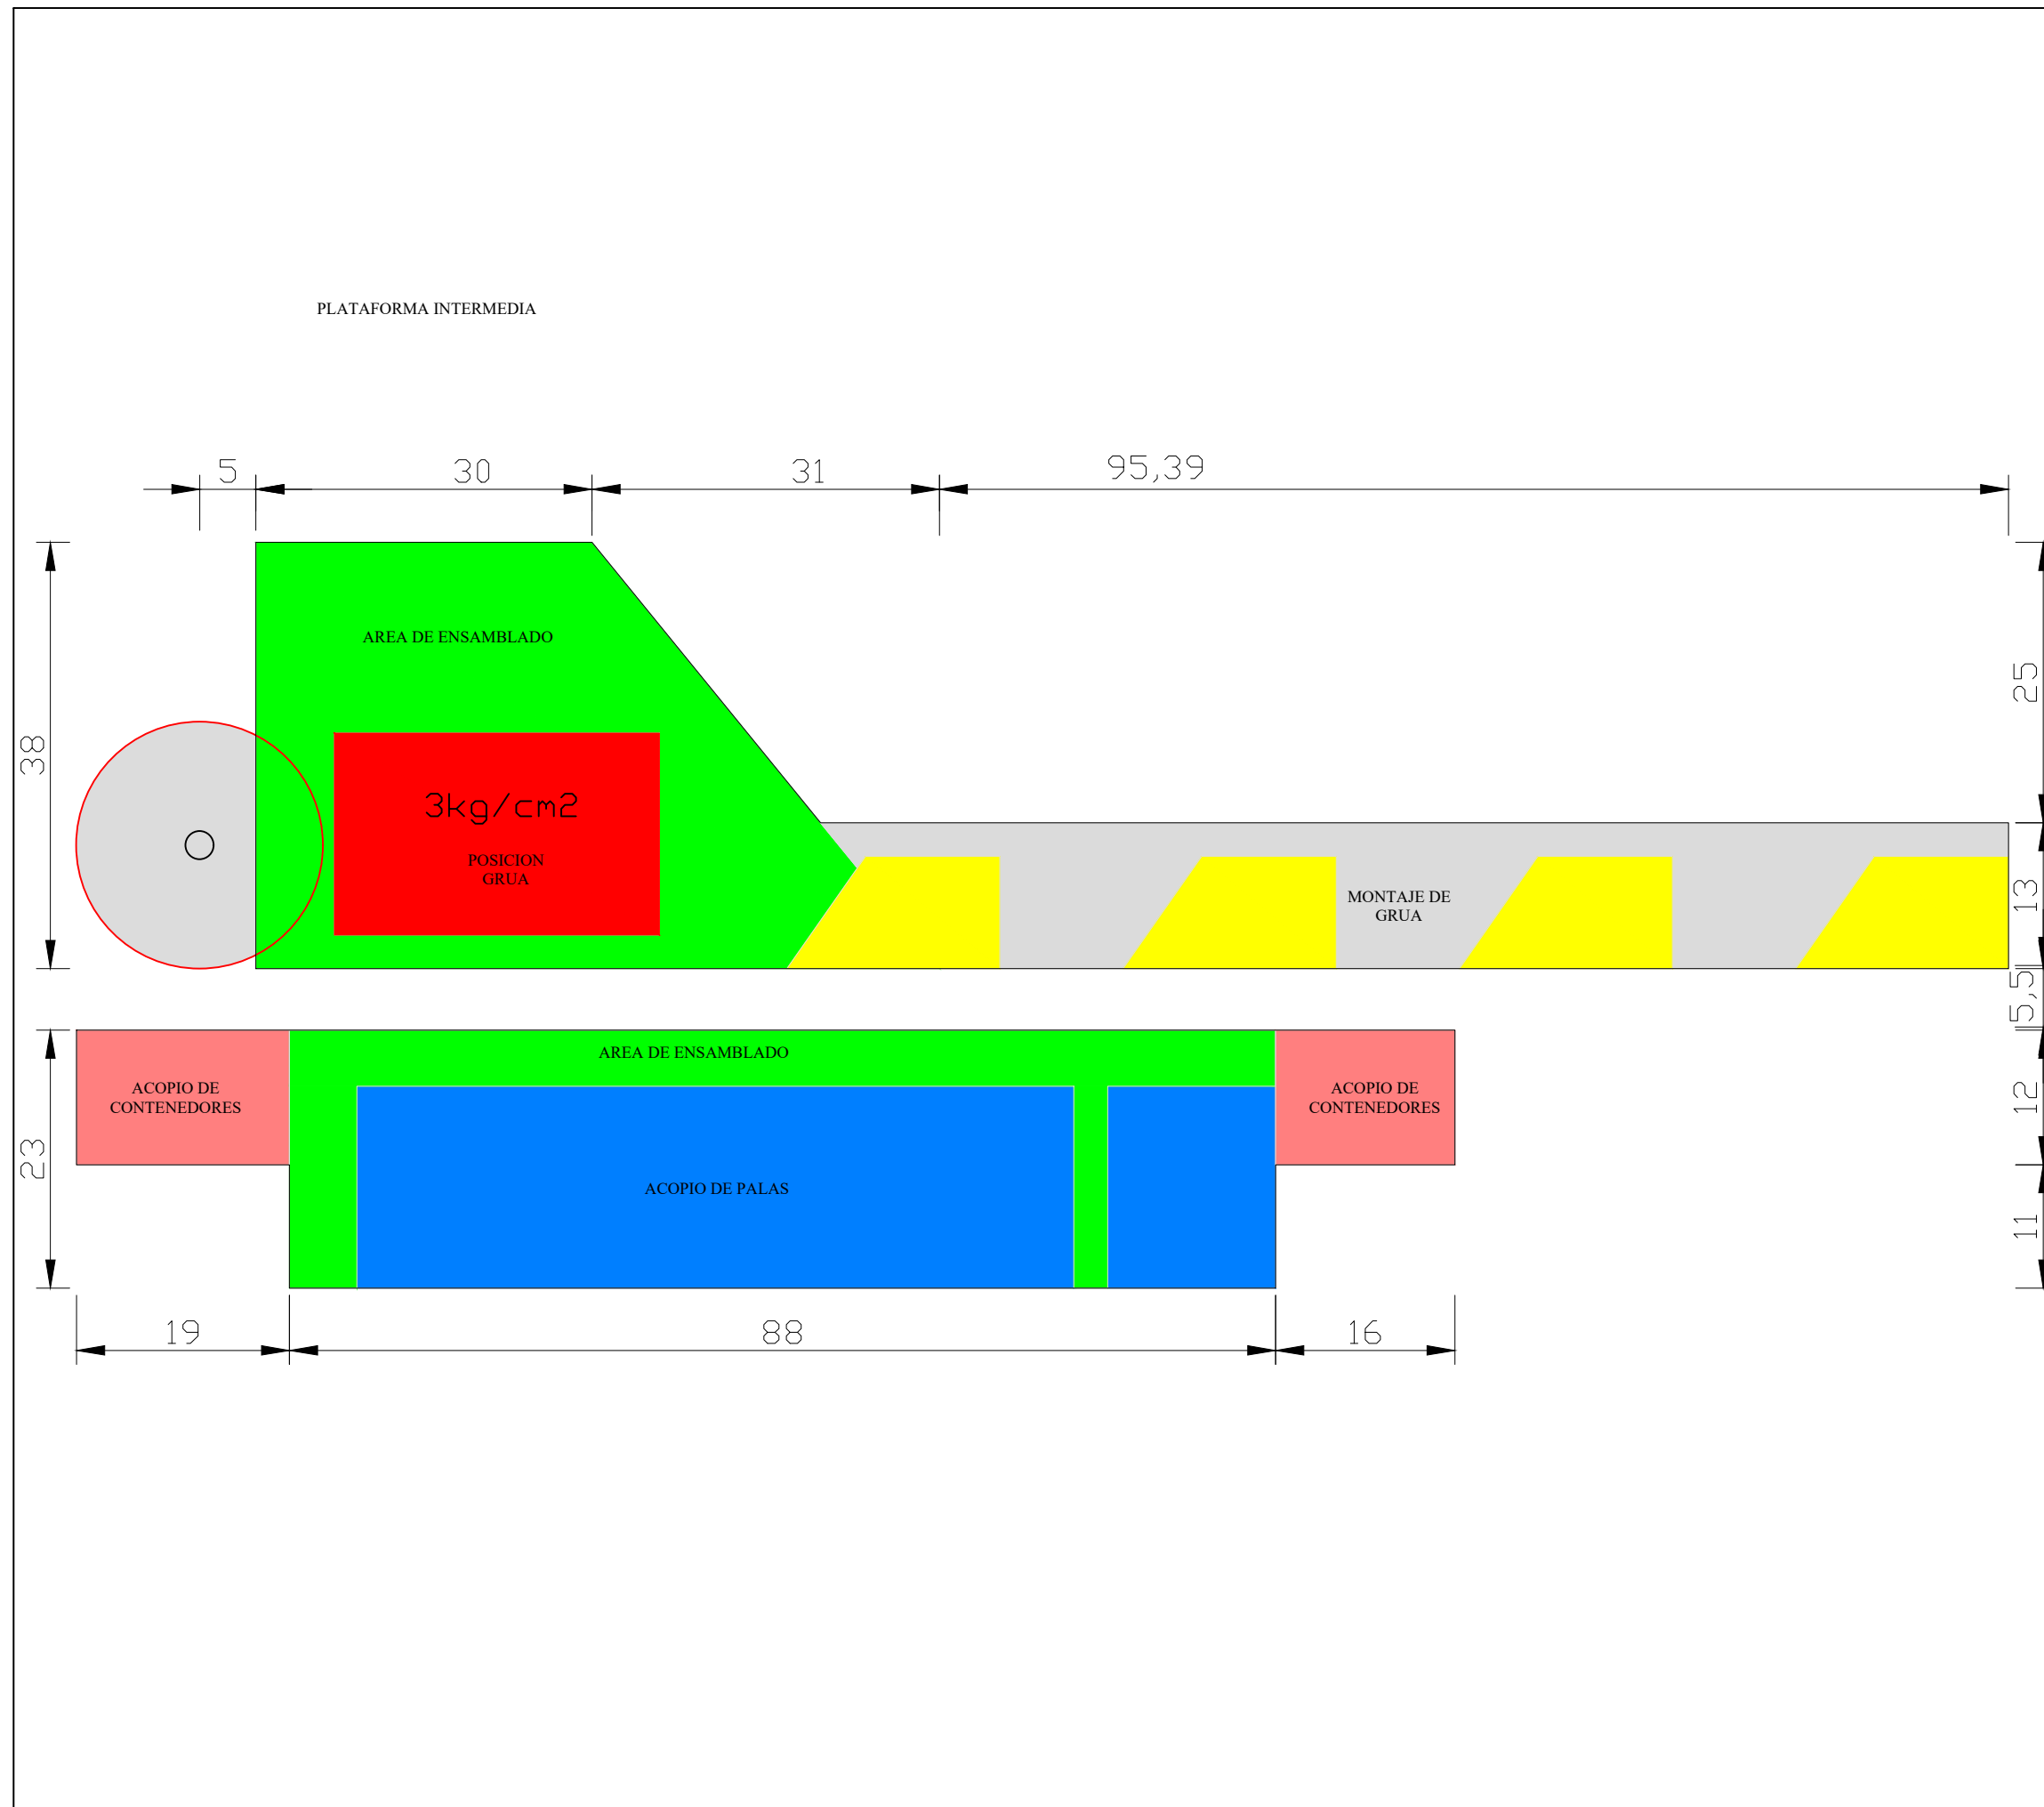 PLATAFORMA INTERMEDIA
5
30
31
95,39
38
25
AREA DE ENSAMBLADO
3kg/cm2
POSICION
GRUA
MONTAJE DE
GRUA
13
5,5
AREA DE ENSAMBLADO
ACOPIO DE
CONTENEDORES
ACOPIO DE
CONTENEDORES
12
23
ACOPIO DE PALAS
11
19
88
16